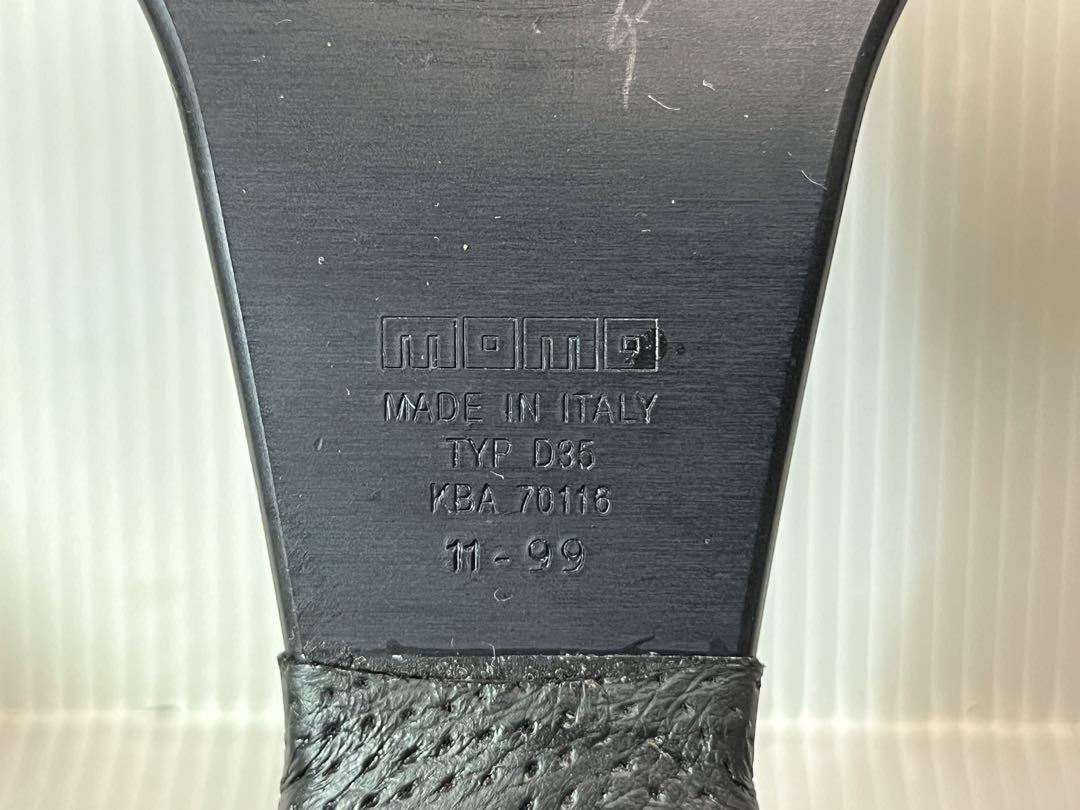 momo
MADE IN ITALY
TYP D35
KBA 70116
11-99